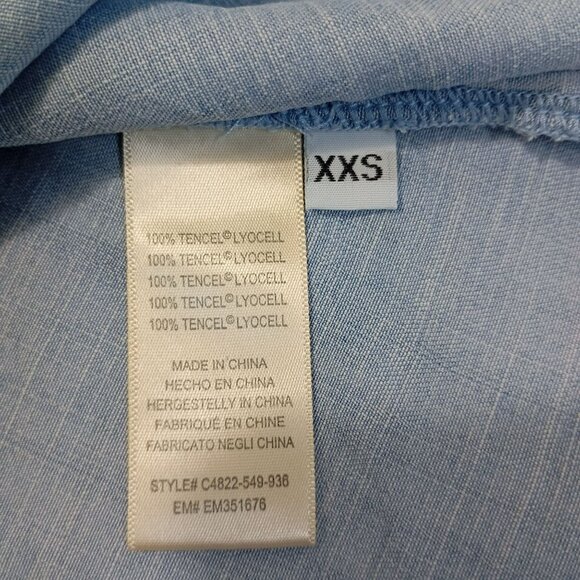 XXS
100% TENCEL©LYOCELL
100% TENCEL©LYOCELL
100% TENCEL©LYOCELL
100% TENCEL©LYOCELL
100% TENCEL©LYOCELL
MADE IN CHINA
HECHO EN CHINA
HERGESTELLY IN CHINA
FABRIQUÉ EN CHINE
FABRICATO NEGLI CHINA
STYLE# C4822-549-936
EM# EM351676